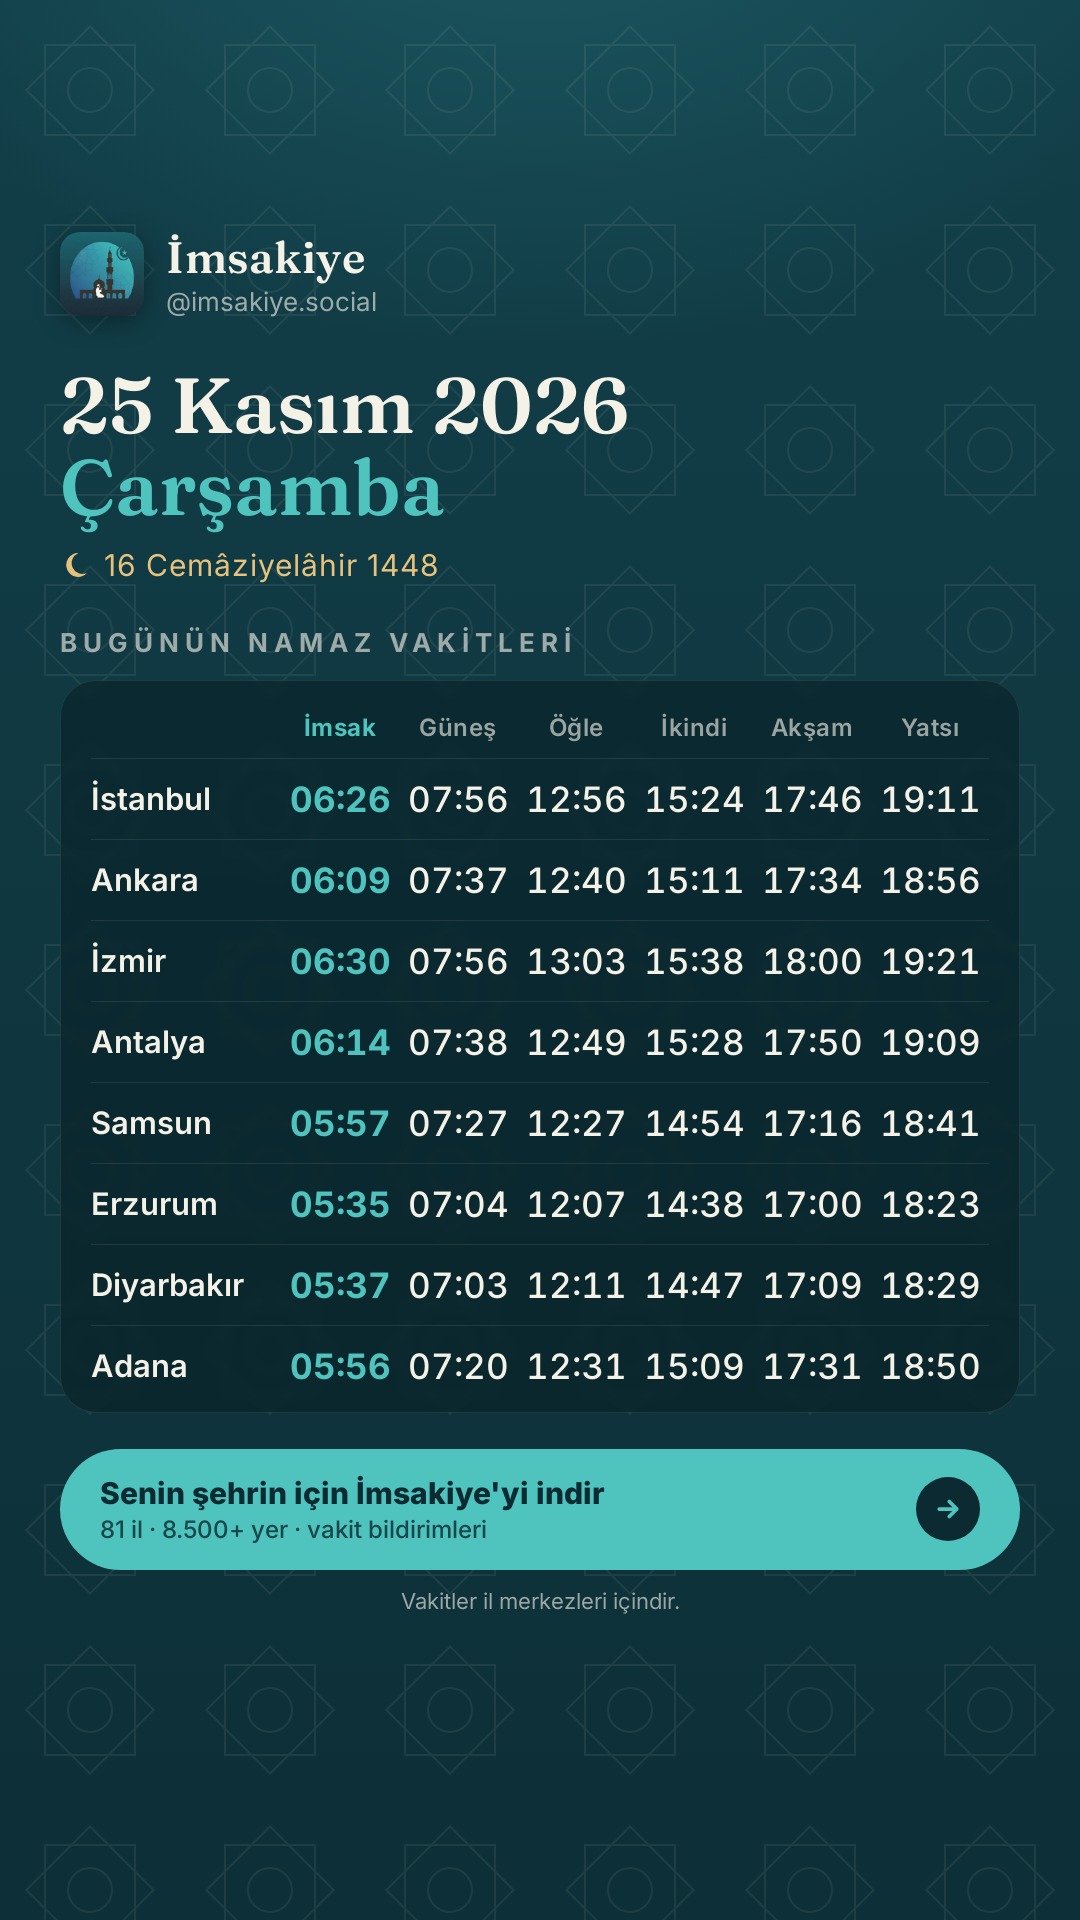 İmsakiye
@imsakiye.social
25 Kasım 2026
Çarşamba
16 Cemâziyelâhir 1448
BUGÜNÜN NAMAZ VAKİTLERİ
İmsak Güneş Öğle İkindi Akşam Yatsı
İstanbul 06:26 07:56 12:56 15:24 17:46 19:11
Ankara 06:09 07:37 12:40 15:11 17:34 18:56
İzmir 06:30 07:56 13:03 15:38 18:00 19:21
Antalya 06:14 07:38 12:49 15:28 17:50 19:09
Samsun 05:57 07:27 12:27 14:54 17:16 18:41
Erzurum 05:35 07:04 12:07 14:38 17:00 18:23
Diyarbakır 05:37 07:03 12:11 14:47 17:09 18:29
Adana 05:56 07:20 12:31 15:09 17:31 18:50
Senin şehrin için İmsakiye'yi indir
81 il · 8.500+ yer · vakit bildirimleri
Vakitler il merkezleri içindir.